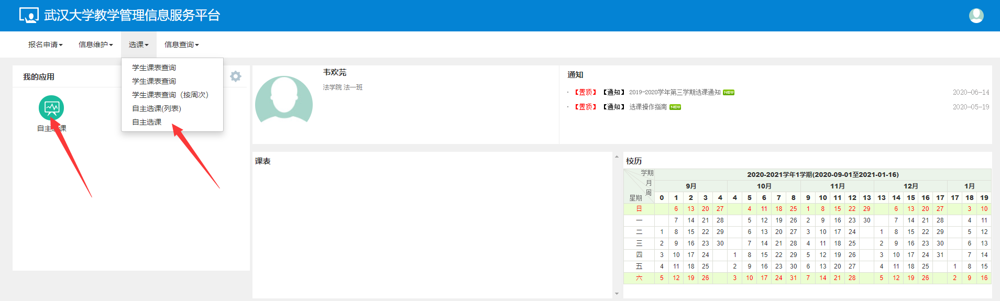 武汉大学教学管理信息服务平台
报名申请 信息维护 选课 信息查询
学生课表查询
学生课表查询
学生课表查询（按周次）
自主选课(列表)
自主选课
我的应用
自主选课
韦欢芫
法学院 法一班
通知
【置顶】 【通知】 2019-2020学年第三学期选课通知 NEW 2020-06-14
【置顶】 【通知】 选课操作指南 NEW 2020-05-19
课表
校历
学期 2020-2021学年1学期(2020-09-01至2021-01-16)
月 9月 10月 11月 12月 1月
周
星期 0 1 2 3 4 4 5 6 7 8 9 10 11 12 13 13 14 15 16 17 17 18 19
日 6 13 20 27 4 11 18 25 1 8 15 22 29 6 13 20 27 3 10
一 7 14 21 28 5 12 19 26 2 9 16 23 30 7 14 21 28 4 11
二 1 8 15 22 29 6 13 20 27 3 10 17 24 1 8 15 22 29 5 12
三 2 9 16 23 30 7 14 21 28 4 11 18 25 2 9 16 23 30 6 13
四 3 10 17 24 1 8 15 22 29 5 12 19 26 3 10 17 24 31 7 14
五 4 11 18 25 2 9 16 23 30 6 13 20 27 4 11 18 25 1 8 15
六 5 12 19 26 3 10 17 24 31 7 14 21 28 5 12 19 26 2 9 16